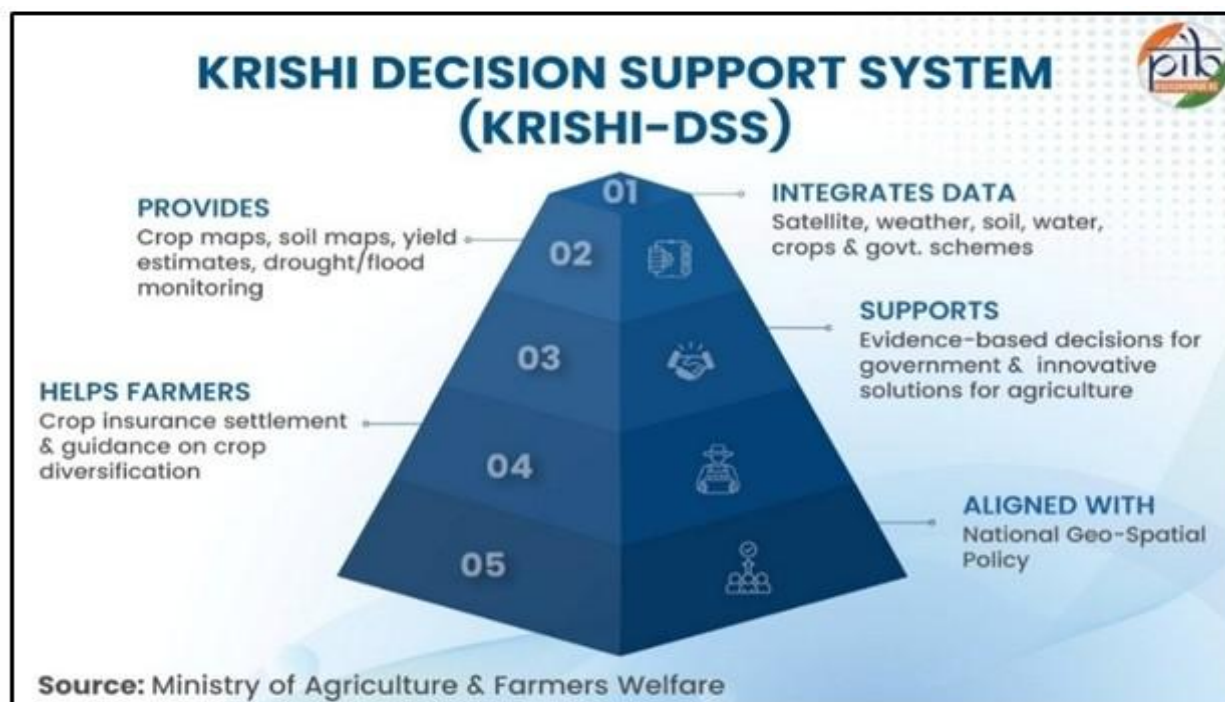 KRISHI DECISION SUPPORT SYSTEM
(KRISHI-DSS)
pib
01
INTEGRATES DATA
Satellite, weather, soil, water,
crops & govt. schemes
PROVIDES
Crop maps, soil maps, yield
estimates, drought/flood
monitoring
02
SUPPORTS
Evidence-based decisions for
government & innovative
solutions for agriculture
03
HELPS FARMERS
Crop insurance settlement
& guidance on crop
diversification
04
ALIGNED WITH
National Geo-Spatial
Policy
05
Source: Ministry of Agriculture & Farmers Welfare